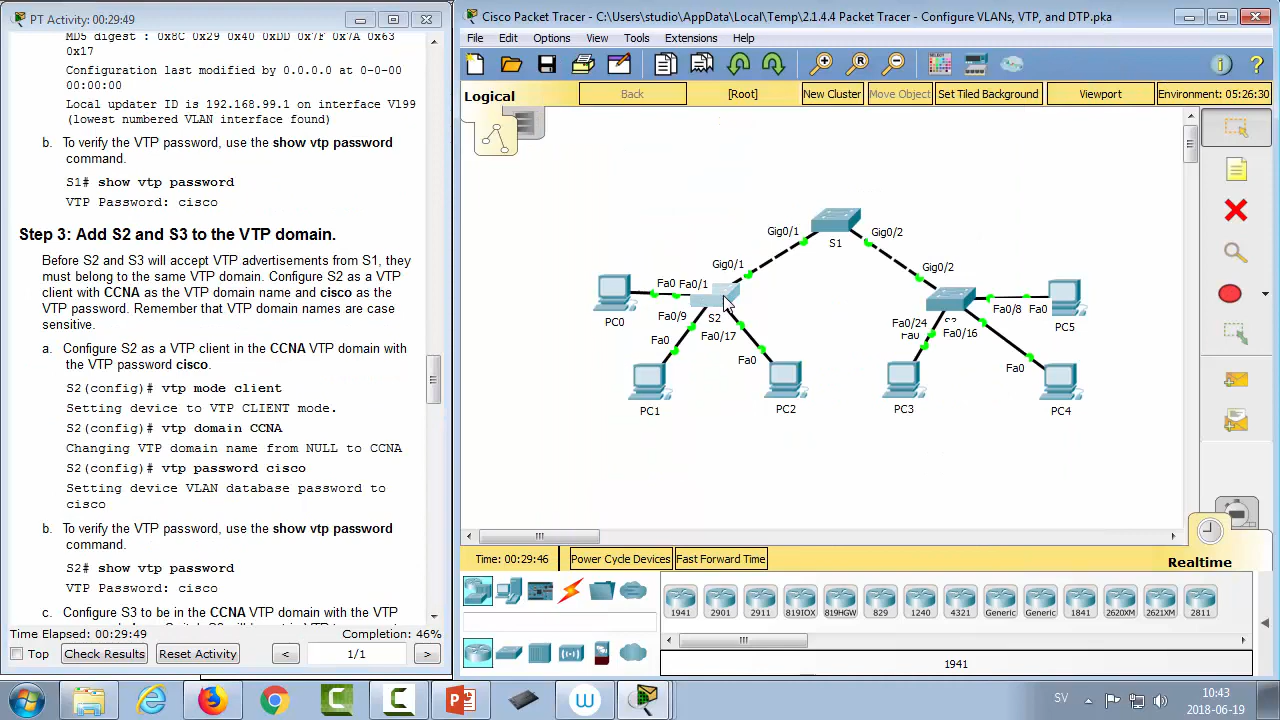 PT Activity: 00:29:49
MD5 digest : 0x8C 0x29 0x40 0xDD 0x7F 0x7A 0x63
0x17
Configuration last modified by 0.0.0.0 at 0-0-00
00:00:00
Local updater ID is 192.168.99.1 on interface Vl99
(lowest numbered VLAN interface found)
b. To verify the VTP password, use the show vtp password
command.
S1# show vtp password
VTP Password: cisco
Step 3: Add S2 and S3 to the VTP domain.
Before S2 and S3 will accept VTP advertisements from S1, they
must belong to the same VTP domain. Configure S2 as a VTP
client with CCNA as the VTP domain name and cisco as the
VTP password. Remember that VTP domain names are case
sensitive.
a. Configure S2 as a VTP client in the CCNA VTP domain with
the VTP password cisco.
S2(config)# vtp mode client
Setting device to VTP CLIENT mode.
S2(config)# vtp domain CCNA
Changing VTP domain name from NULL to CCNA
S2(config)# vtp password cisco
Setting device VLAN database password to
cisco
b. To verify the VTP password, use the show vtp password
command.
S2# show vtp password
VTP Password: cisco
c. Configure S3 to be in the CCNA VTP domain with the VTP
Time Elapsed: 00:29:49 Completion: 46%
Top Check Results Reset Activity < 1/1 >
Cisco Packet Tracer - C:\Users\studio\AppData\Local\Temp\2.1.4.4 Packet Tracer - Configure VLANs, VTP, and DTP.pka
File Edit Options View Tools Extensions Help
Logical Back [Root] New Cluster Move Object Set Tiled Background Viewport Environment: 05:26:30
S1
Gig0/1 Gig0/2
Gig0/1 Gig0/2
Fa0 Fa0/1
PC0
Fa0/9
Fa0/17
Fa0
Fa0
PC1
PC2
Fa0/8 Fa0
PC5
Fa0/24
Fa0/16
Fa0
Fa0
PC3
PC4
Time: 00:29:46 Power Cycle Devices Fast Forward Time
Realtime
1941 2901 2911 819IOX 819HGW 829 1240 4321 Generic Generic 1841 2620XM 2621XM 2811
1941
SV
10:43
2018-06-19